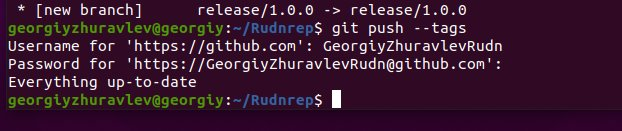 * [new branch]      release/1.0.0 -> release/1.0.0
georgiyzhuravlev@georgiy:~/Rudnrep$ git push --tags
Username for 'https://github.com': GeorgiyZhuravlevRudn
Password for 'https://GeorgiyZhuravlevRudn@github.com':
Everything up-to-date
georgiyzhuravlev@georgiy:~/Rudnrep$